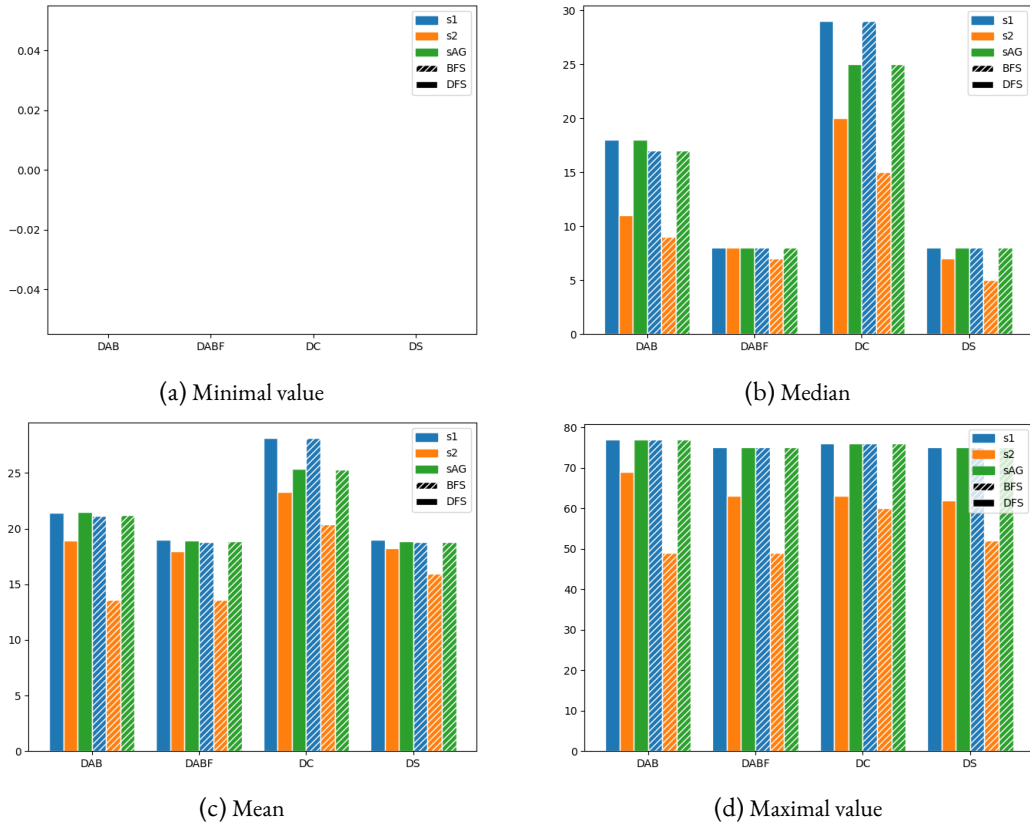 0.04
0.02
0.00
−0.02
−0.04
DAB DABF DC DS
s1
s2
sAG
BFS
DFS
(a) Minimal value
30
25
20
15
10
5
0
DAB DABF DC DS
s1
s2
sAG
BFS
DFS
(b) Median
25
20
15
10
5
0
DAB DABF DC DS
s1
s2
sAG
BFS
DFS
(c) Mean
80
70
60
50
40
30
20
10
0
DAB DABF DC DS
s1
s2
sAG
BFS
DFS
(d) Maximal value